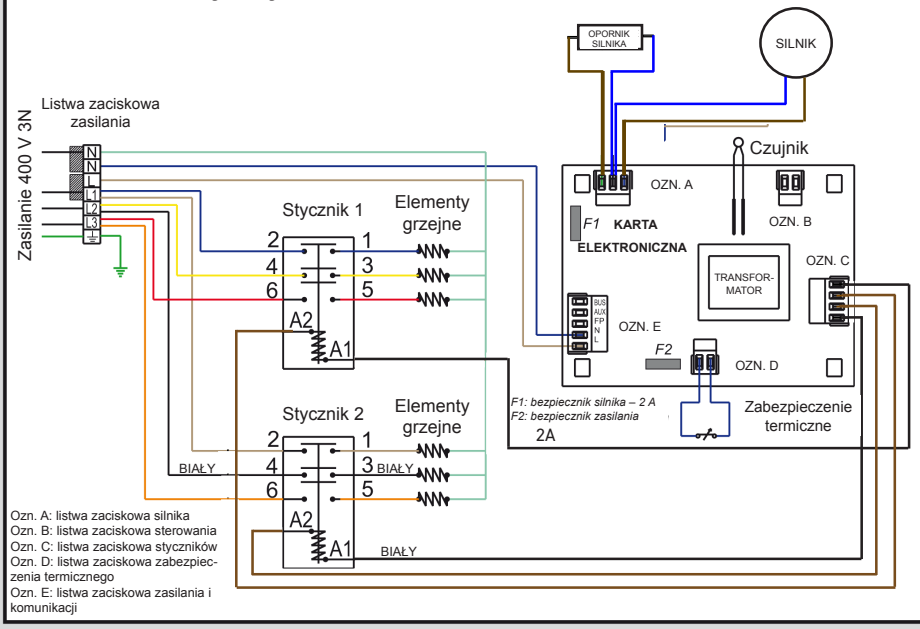 OPORNIK
SILNIKA
SILNIK
Listwa zaciskowa
zasilania
Zasilanie 400 V 3N
N
N
L
L1
L2
L3
Czujnik
OZN. A
OZN. B
F1 KARTA
ELEKTRONICZNA
Stycznik 1
Elementy
grzejne
2 1
4 3
6 5
A2
A1
TRANSFOR-
MATOR
OZN. C
BUS
AUX
FP
N
L
OZN. E
F2
OZN. D
F1: bezpiecznik silnika – 2 A
F2: bezpiecznik zasilania
2A
Zabezpieczenie
termiczne
Stycznik 2
Elementy
grzejne
2 1
BIAŁY 4 3 BIAŁY
6 5
A2
A1 BIAŁY
Ozn. A: listwa zaciskowa silnika
Ozn. B: listwa zaciskowa sterowania
Ozn. C: listwa zaciskowa styczników
Ozn. D: listwa zaciskowa zabezpiec-
zenia termicznego
Ozn. E: listwa zaciskowa zasilania i
komunikacji